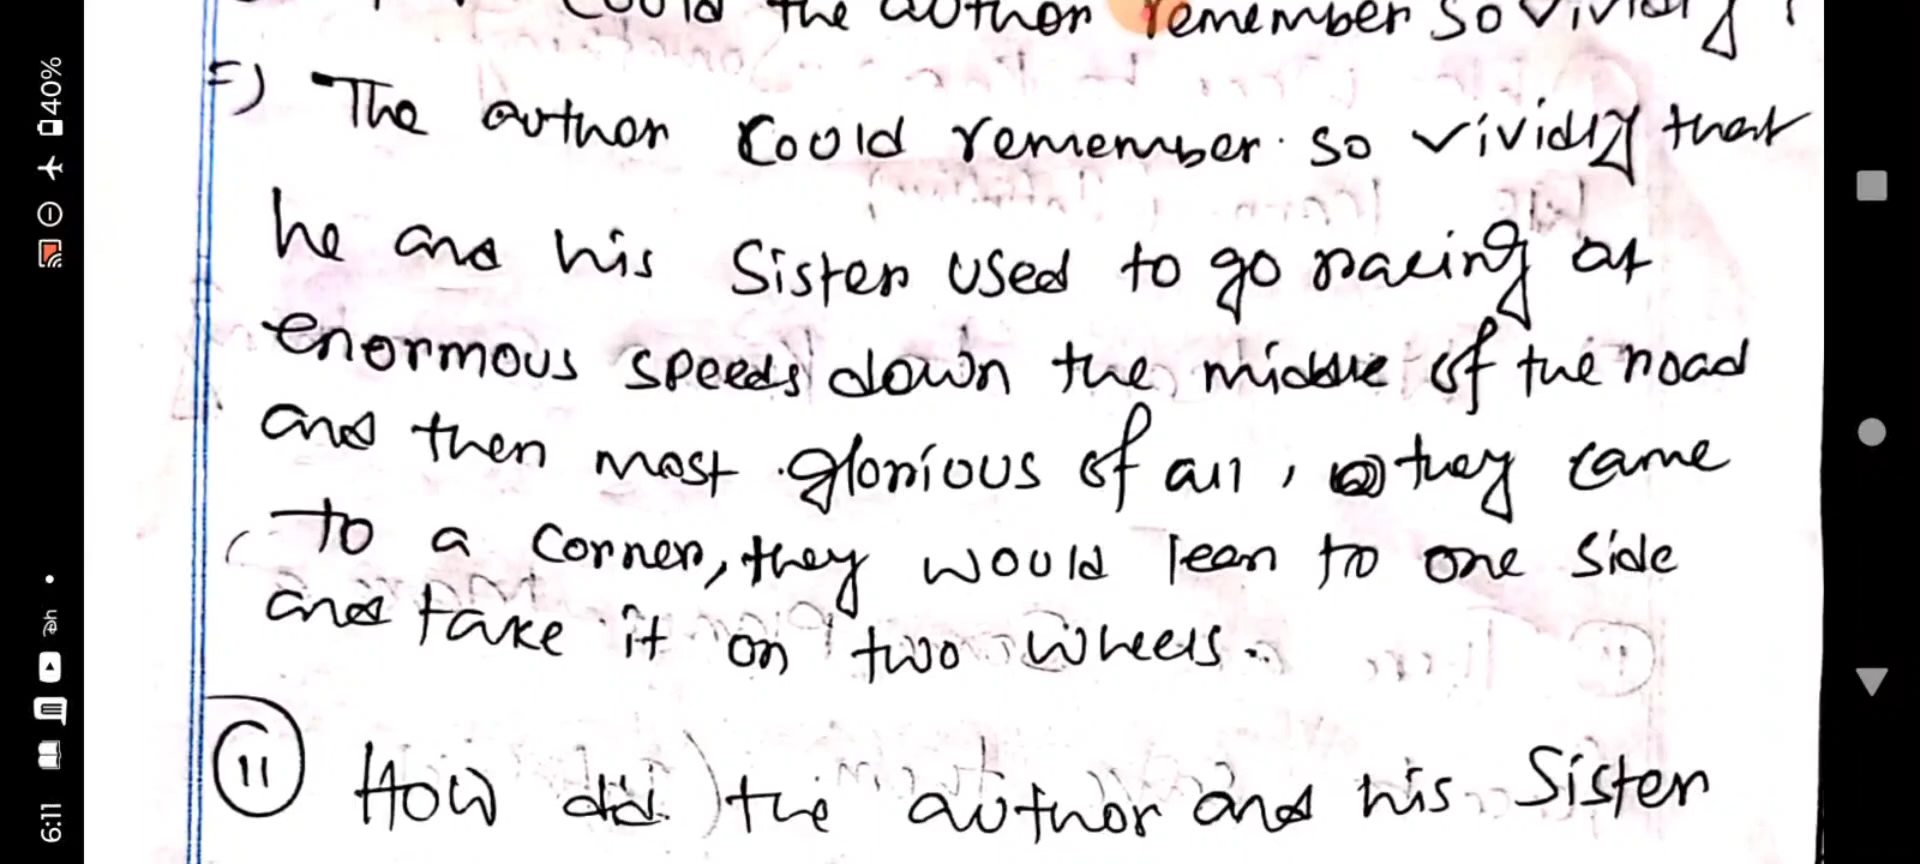 could the author remember so vividly ?
=) The author could remember so vividly that
he and his sister used to go racing at
enormous speeds down the middle of the road
and then most glorious of all, they came
to a corner, they would lean to one side
and take it on two wheels.
11 How did the author and his Sister
6:11
40%